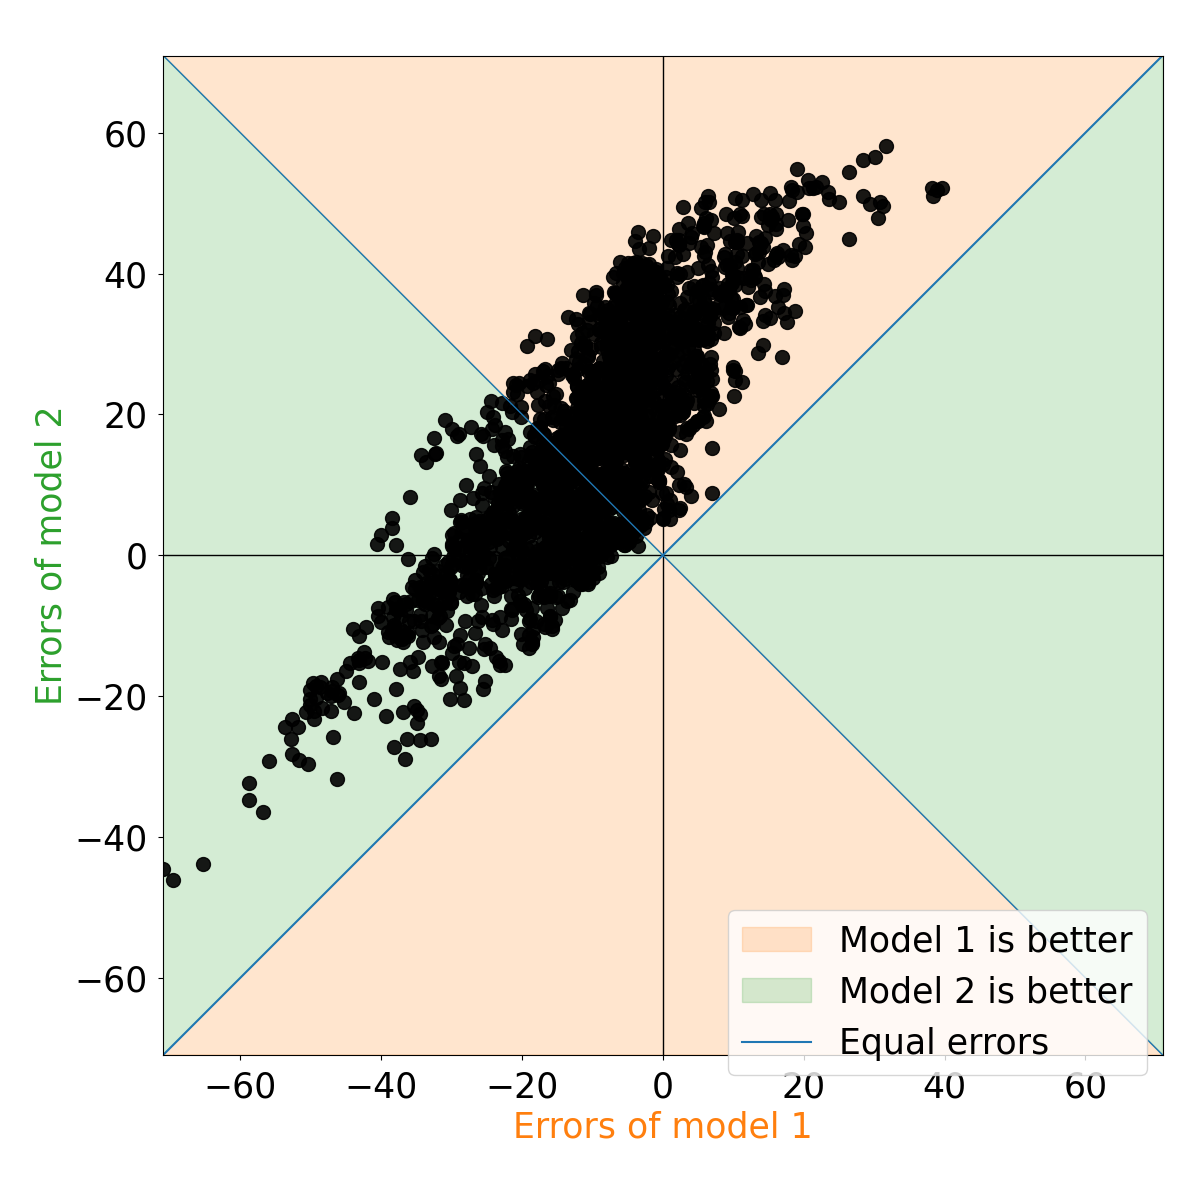 60
40
20
0
−20
−40
−60
Errors of model 2
Model 1 is better
Model 2 is better
Equal errors
−60 −40 −20 0 20 40 60
Errors of model 1